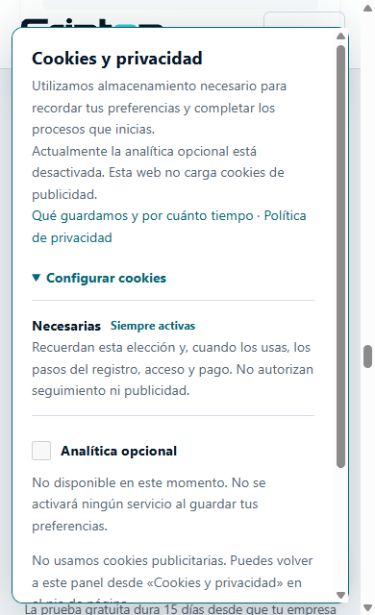 Cookies y privacidad
Utilizamos almacenamiento necesario para
recordar tus preferencias y completar los
procesos que inicias.
Actualmente la analítica opcional está
desactivada. Esta web no carga cookies de
publicidad.
Qué guardamos y por cuánto tiempo · Política
de privacidad
▼ Configurar cookies
Necesarias Siempre activas
Recuerdan esta elección y, cuando los usas, los
pasos del registro, acceso y pago. No autorizan
seguimiento ni publicidad.
Analítica opcional
No disponible en este momento. No se
activará ningún servicio al guardar tus
preferencias.
No usamos cookies publicitarias. Puedes volver
a este panel desde «Cookies y privacidad» en
el pie de página.
La prueba gratuita dura 15 días desde que tu empresa